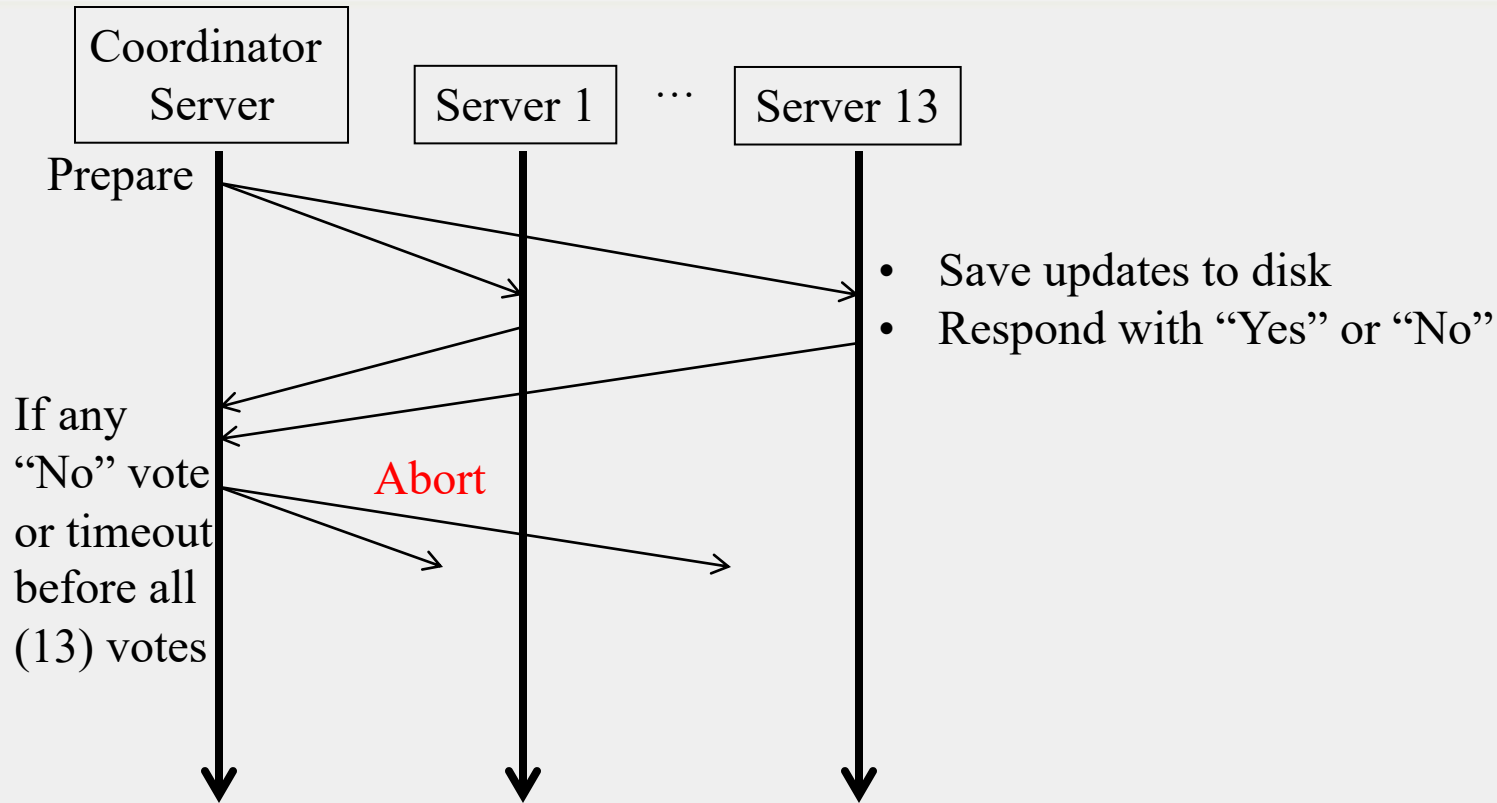 Coordinator
Server
Server 1
…
Server 13
Prepare
• Save updates to disk
• Respond with “Yes” or “No”
If any
“No” vote
or timeout
before all
(13) votes
Abort